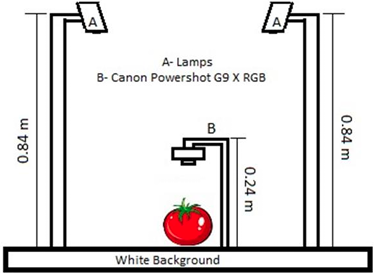 A
A
A- Lamps
B- Canon Powershot G9 X RGB
B
0.84 m
0.24 m
0.84 m
White Background